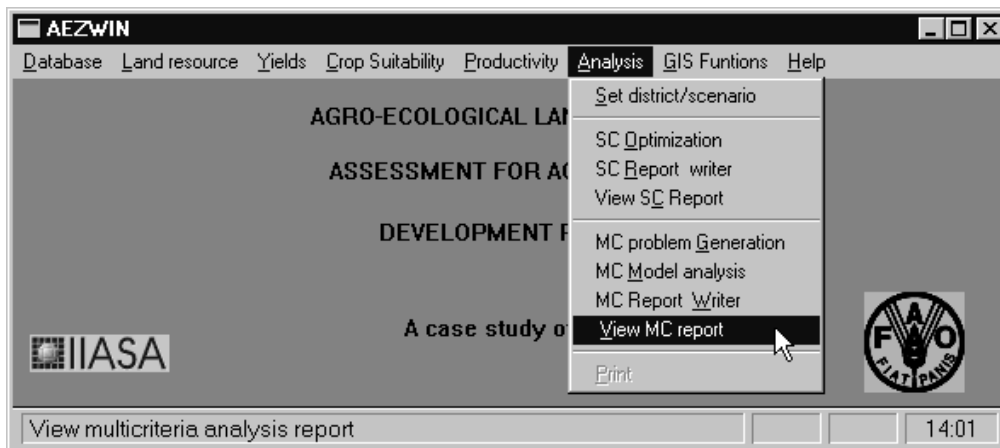 AEZWIN
Database Land resource Yields Crop Suitability Productivity Analysis GIS Funtions Help
Set district/scenario
SC Optimization
SC Report writer
View SC Report
MC problem Generation
MC Model analysis
MC Report Writer
View MC report
Print
AGRO-ECOLOGICAL LA
ASSESSMENT FOR A
DEVELOPMENT
A case study o
IIASA
F A O
FIAT PANIS
View multicriteria analysis report
14:01